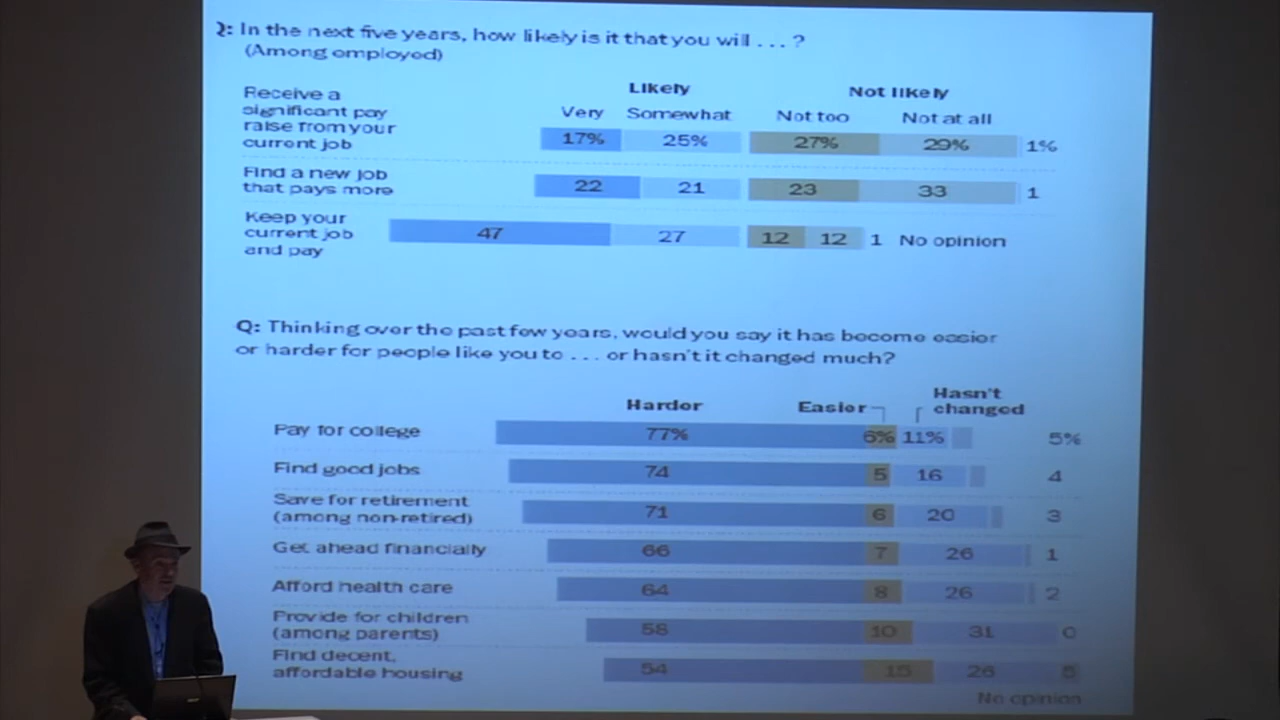 Q: In the next five years, how likely is it that you will . . . ?
(Among employed)
Likely
Not likely
Very Somewhat Not too Not at all
Receive a
significant pay
raise from your
current job
17% 25% 27% 29% 1%
Find a new job
that pays more
22 21 23 33 1
Keep your
current job
and pay
47 27 12 12 1 No opinion
Q: Thinking over the past few years, would you say it has become easier
or harder for people like you to . . . or hasn't it changed much?
Harder Easier Hasn't
changed
Pay for college 77% 6% 11% 5%
Find good jobs 74 5 16 4
Save for retirement
(among non-retired) 71 6 20 3
Get ahead financially 66 7 26 1
Afford health care 64 8 26 2
Provide for children
(among parents) 58 10 31 0
Find decent,
affordable housing 54 15 26 5
No opinion